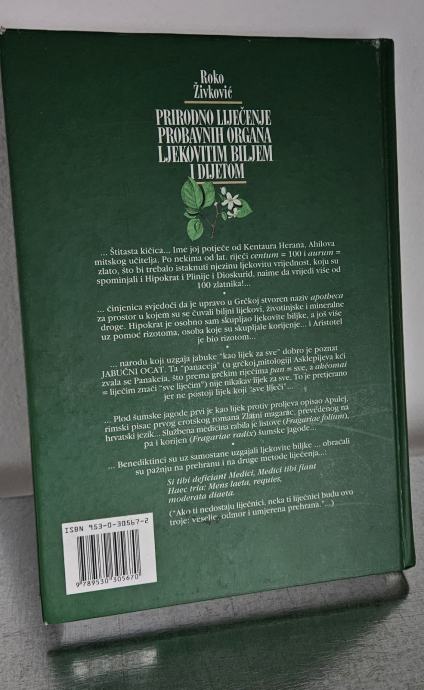 Roko
Živković
PRIRODNO LIJEČENJE
PROBAVNIH ORGANA
LJEKOVITIM BILJEM
I DIJETOM
... Štitasta kičica... Ime joj potječe od Kentaura Herana, Ahilova
mitskog učitelja. Po nekima od lat. riječi centum = 100 i aurum =
zlato, što bi trebalo istaknuti njezinu ljekovitu vrijednost, koju su
spominjali i Hipokrat i Plinije i Dioskurid, naime da vrijedi više od
100 zlatnika!...
... činjenica svjedoči da je upravo u Grčkoj stvoren naziv apotheca
za prostor u kojem su se čuvali biljni lijekovi, životinjske i mineralne
droge. Hipokrat je osobno sam skupljao ljekovite biljke, a još više
uz pomoć rizotoma, osoba koje su skupljale korijenje... i Aristotel
je bio rizotom...
... narodu koji uzgaja jabuke "kao lijek za sve" dobro je poznat
JABUČNI OCAT. Ta "panaceja" (u grčkoj mitologiji Asklepijeva kći
zvala se Panakeia, što prema grčkim riječima pan = sve, a akéomai
= liječim znači "sve liječim") nije nikakav lijek za sve. To je pretjerano
jer ne postoji lijek koji "sve liječi"...
... Plod šumske jagode prvi je kao lijek protiv proljeva opisao Apulej,
rimski pisac prvog erotskog romana Zlatni magarac, prevedenog na
hrvatski jezik... Službena medicina rabila je listove (Fragariae folium),
pa i korijen (Fragariae radix) šumske jagode...
... Benediktinci su uz samostane uzgajali ljekovite biljke ... obraćali
su pažnju na prehranu i na druge metode liječenja...:
Si tibi deficiant Medici, Medici tibi fiant
Haec tria: Mens laeta, requies,
moderata diaeta.
("Ako ti nedostaju liječnici, neka ti liječnici budu ovo
troje: veselje, odmor i umjerena prehrana."...)
ISBN 953-0-30567-2
9 789530 305670